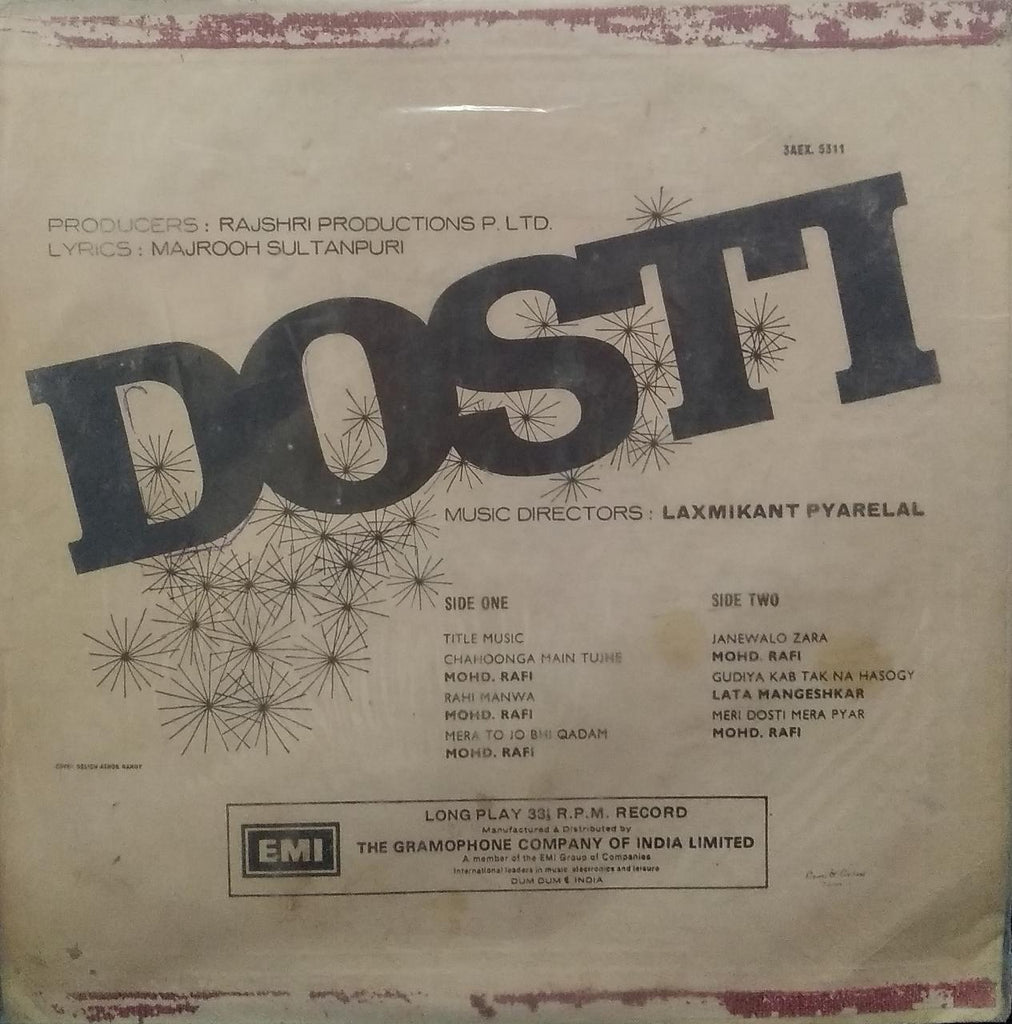 3AEX. 5311
PRODUCERS : RAJSHRI PRODUCTIONS P. LTD.
LYRICS : MAJROOH SULTANPURI
DOSTI
MUSIC DIRECTORS : LAXMIKANT PYARELAL
SIDE ONE
TITLE MUSIC
CHAHOONGA MAIN TUJHE
MOHD. RAFI
RAHI MANWA
MOHD. RAFI
MERA TO JO BHI QADAM
MOHD. RAFI
SIDE TWO
JANEWALO ZARA
MOHD. RAFI
GUDIYA KAB TAK NA HASOGY
LATA MANGESHKAR
MERI DOSTI MERA PYAR
MOHD. RAFI
COVER DESIGN
EMI
LONG PLAY 33⅓ R.P.M. RECORD
Manufactured & Distributed by
THE GRAMOPHONE COMPANY OF INDIA LIMITED
A member of the EMI Group of Companies
International leaders in music electronics and leisure
DUM DUM INDIA